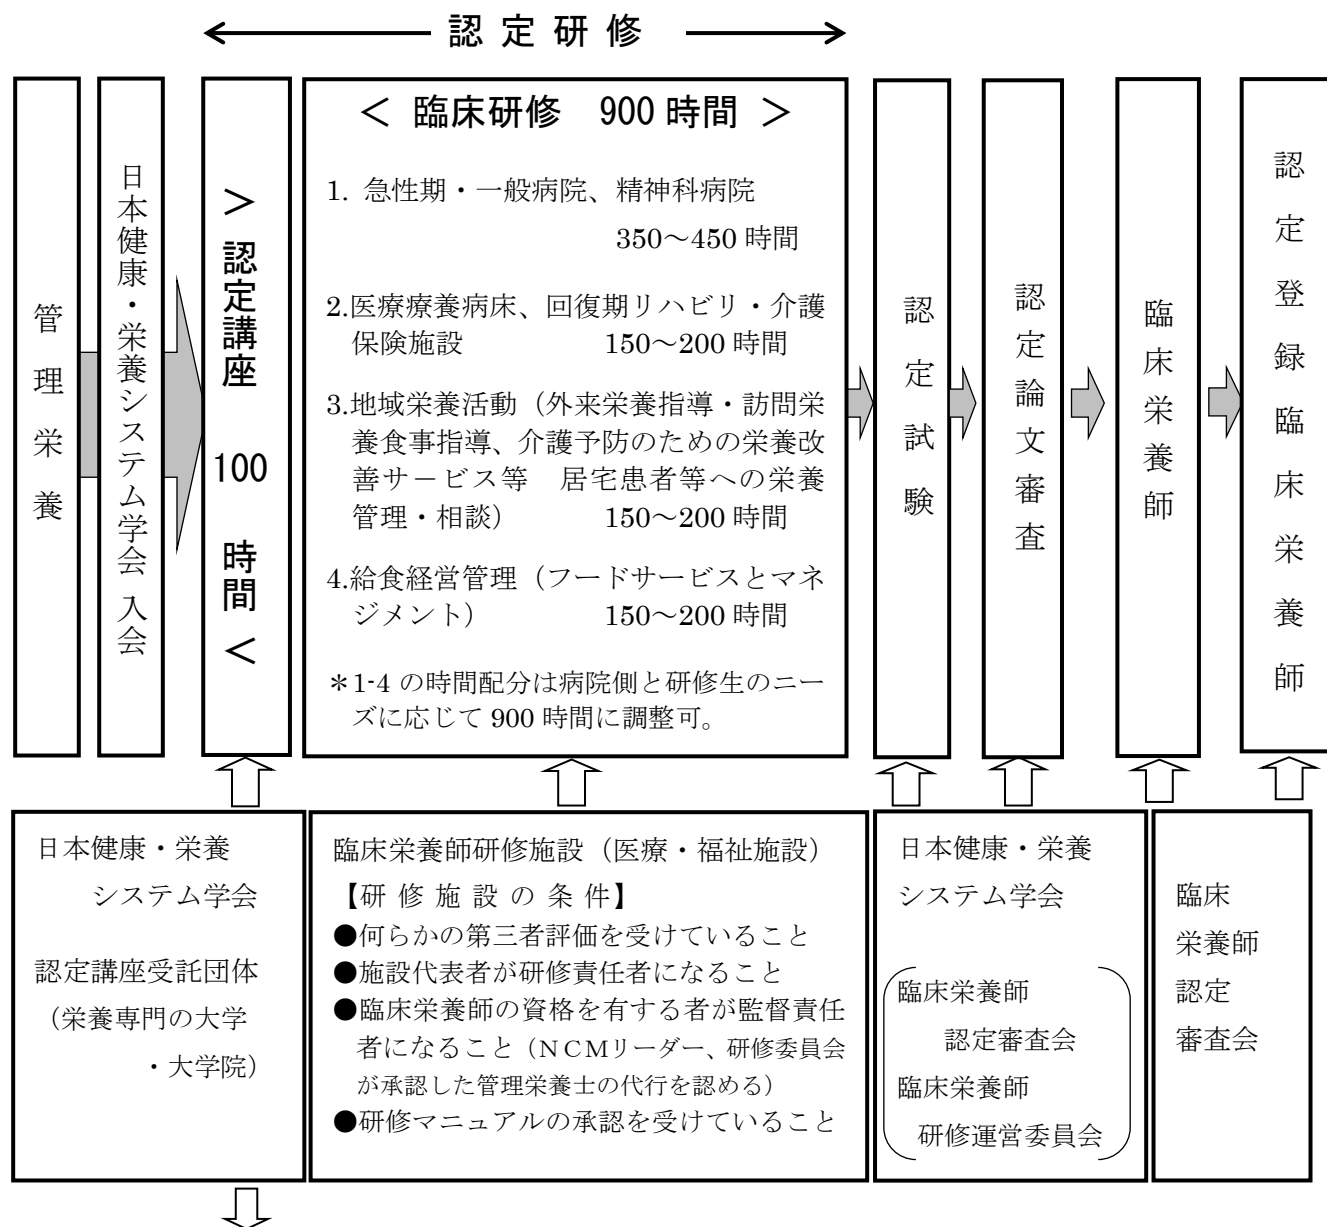 認定研修
管理栄養
日本健康・栄養システム学会 入会
＞認定講座 100 時間＜
＜ 臨床研修 900 時間 ＞
1. 急性期・一般病院、精神科病院
350～450 時間
2.医療療養病床、回復期リハビリ・介護
保険施設 150～200 時間
3.地域栄養活動（外来栄養指導・訪問栄
養食事指導、介護予防のための栄養改
善サービス等 居宅患者等への栄養
管理・相談） 150～200 時間
4.給食経営管理（フードサービスとマネ
ジメント） 150～200 時間
＊1-4 の時間配分は病院側と研修生のニー
ズに応じて 900 時間に調整可。
認定試験
認定論文審査
臨床栄養師
認定登録臨床栄養師
日本健康・栄養
システム学会
認定講座受託団体
（栄養専門の大学
・大学院）
臨床栄養師研修施設（医療・福祉施設）
【研修施設の条件】
●何らかの第三者評価を受けていること
●施設代表者が研修責任者になること
●臨床栄養師の資格を有する者が監督責任
者になること（ＮＣＭリーダー、研修委員会
が承認した管理栄養士の代行を認める）
●研修マニュアルの承認を受けていること
日本健康・栄養
システム学会
臨床栄養師
認定審査会
臨床栄養師
研修運営委員会
臨床
栄養師
認定
審査会